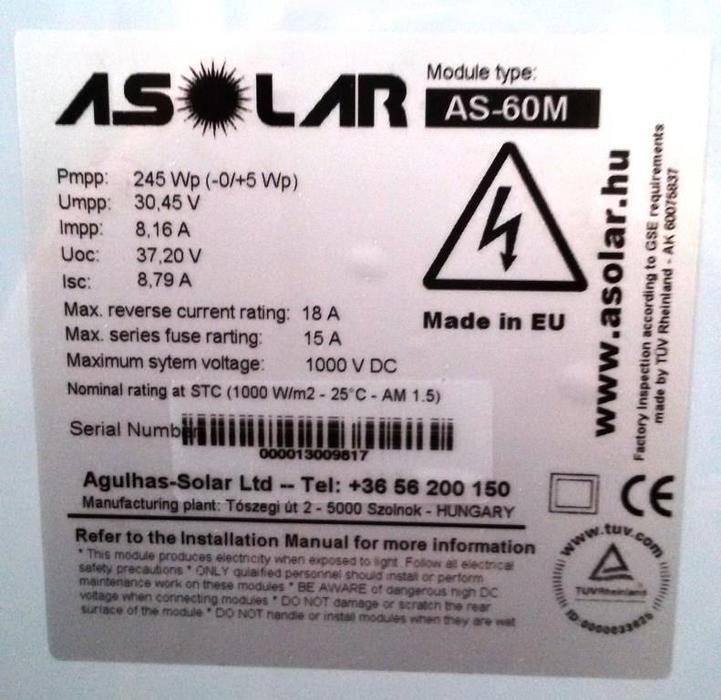 ASOLAR
Module type:
AS-60M
Pmpp: 245 Wp (-0/+5 Wp)
Umpp: 30,45 V
Impp: 8,16 A
Uoc: 37,20 V
Isc: 8,79 A
Max. reverse current rating: 18 A
Max. series fuse rarting: 15 A
Maximum sytem voltage: 1000 V DC
Nominal rating at STC (1000 W/m2 - 25°C - AM 1.5)
Made in EU
www.asolar.hu
Factory Inspection according to GSE requirements
made by TÜV Rheinland - AK 60075837
Serial Numb
000013009817
Agulhas-Solar Ltd -- Tel: +36 56 200 150
Manufacturing plant: Tószegi út 2 - 5000 Szolnok - HUNGARY
CE
Refer to the Installation Manual for more information
* This module produces electricity when exposed to light. Follow all electrical
safety precautions * ONLY qualified personnel should install or perform
maintenance work on these modules * BE AWARE of dangerous high DC
voltage when connecting modules * DO NOT damage or scratch the rear
surface of the module * DO NOT handle or install modules when they are wet
www.tuv.com
TÜVRheinland